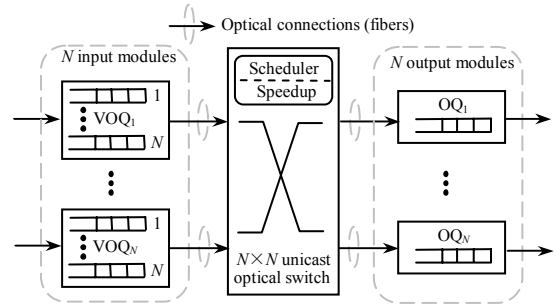 Optical connections (fibers)
N input modules
N output modules
Scheduler
Speedup
1
VOQ1
N
OQ1
1
VOQN
N
OQN
N×N unicast
optical switch